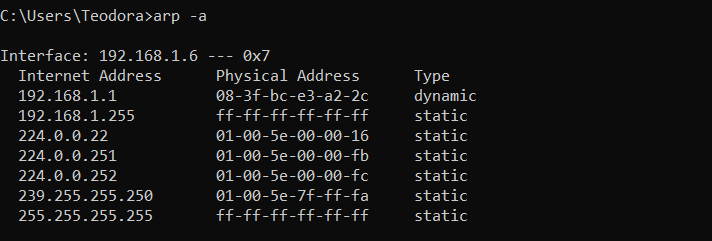 C:\Users\Teodora>arp -a
Interface: 192.168.1.6 --- 0x7
Internet Address Physical Address Type
192.168.1.1 08-3f-bc-e3-a2-2c dynamic
192.168.1.255 ff-ff-ff-ff-ff-ff static
224.0.0.22 01-00-5e-00-00-16 static
224.0.0.251 01-00-5e-00-00-fb static
224.0.0.252 01-00-5e-00-00-fc static
239.255.255.250 01-00-5e-7f-ff-fa static
255.255.255.255 ff-ff-ff-ff-ff-ff static